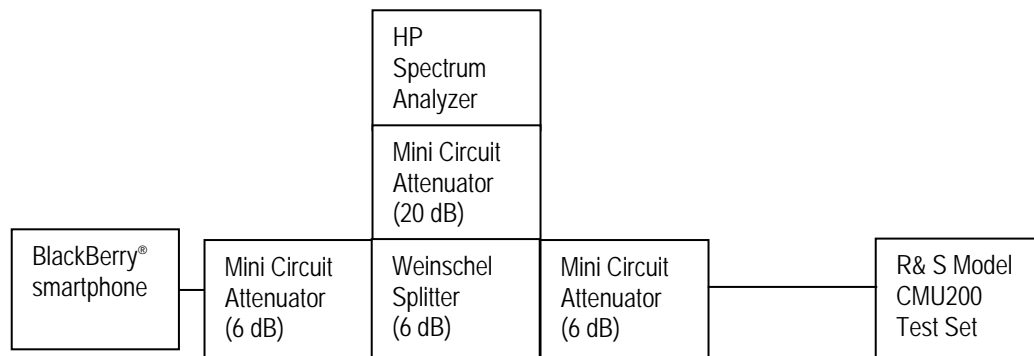 HP
Spectrum
Analyzer
Mini Circuit
Attenuator
(20 dB)
BlackBerry®
smartphone
Mini Circuit
Attenuator
(6 dB)
Weinschel
Splitter
(6 dB)
Mini Circuit
Attenuator
(6 dB)
R& S Model
CMU200
Test Set